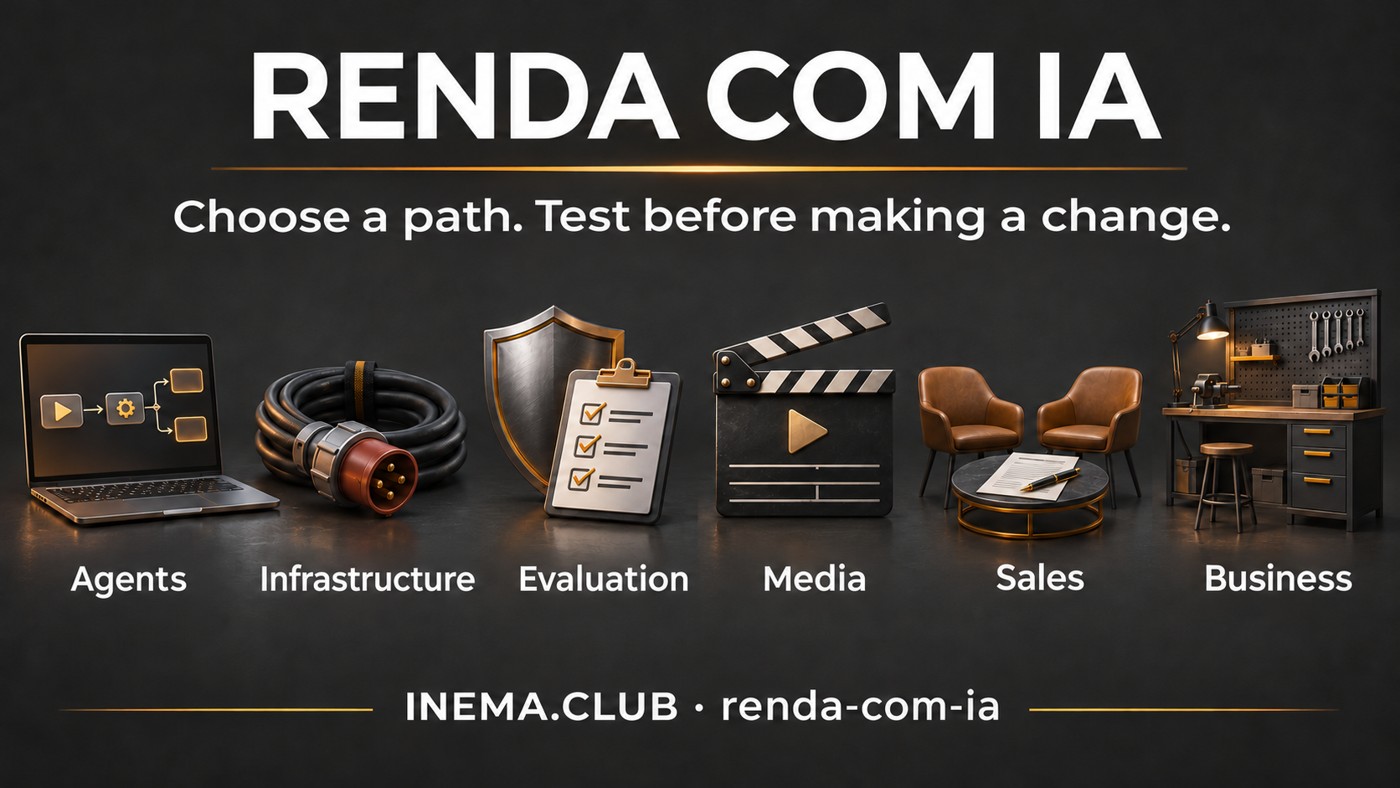 RENDA COM IA
Choose a path. Test before making a change.
Agents
Infrastructure
Evaluation
Media
Sales
Business
INEMA.CLUB · renda-com-ia